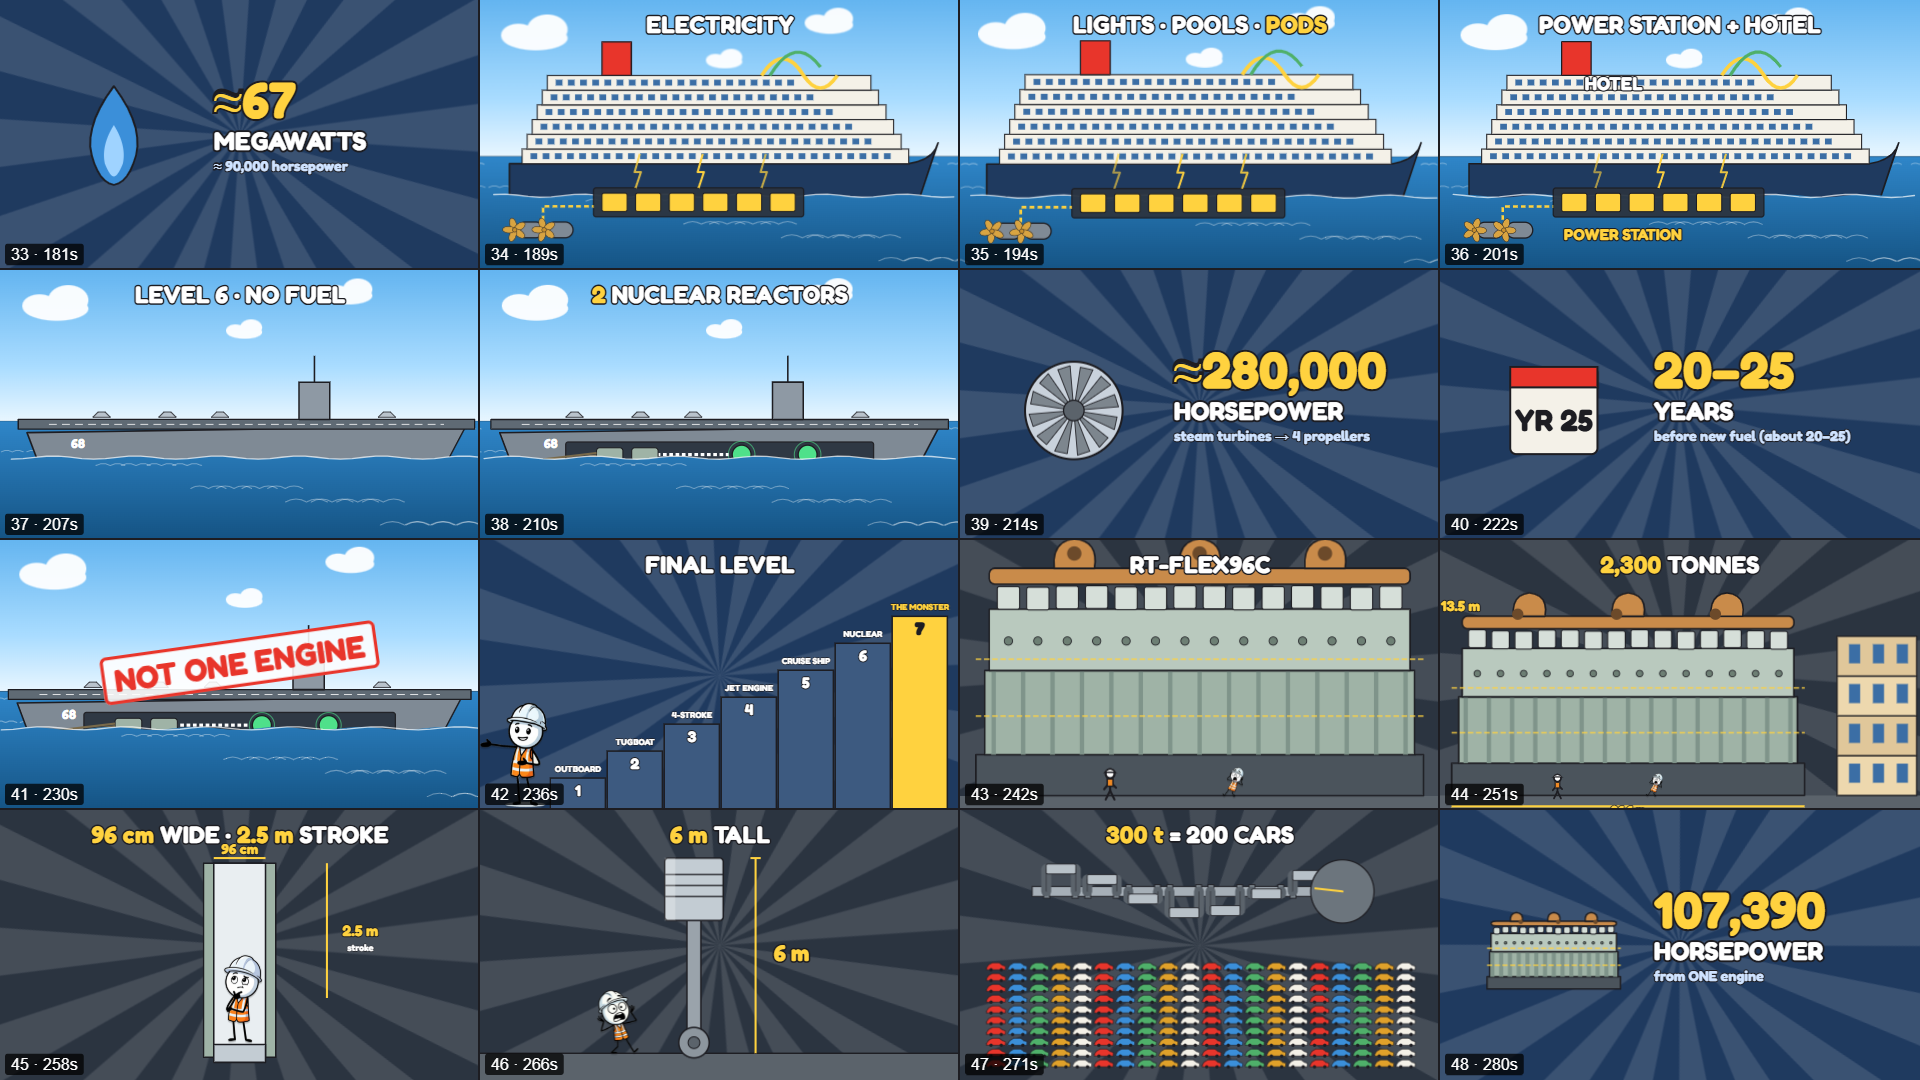 ≈67
MEGAWATTS
≈ 90,000 horsepower
33 · 181s
ELECTRICITY
34 · 189s
LIGHTS · POOLS · PODS
35 · 194s
POWER STATION + HOTEL
HOTEL
POWER STATION
36 · 201s
LEVEL 6 · NO FUEL
68
37 · 207s
2 NUCLEAR REACTORS
68
38 · 210s
≈280,000
HORSEPOWER
steam turbines → 4 propellers
39 · 214s
YR 25
20–25
YEARS
before new fuel (about 20–25)
40 · 222s
NOT ONE ENGINE
68
41 · 230s
FINAL LEVEL
THE MONSTER
7
NUCLEAR
6
CRUISE SHIP
5
JET ENGINE
4
4-STROKE
3
TUGBOAT
2
OUTBOARD
1
42 · 236s
RT-FLEX96C
43 · 242s
2,300 TONNES
13.5 m
44 · 251s
96 cm WIDE · 2.5 m STROKE
96 cm
2.5 m
stroke
45 · 258s
6 m TALL
6 m
46 · 266s
300 t = 200 CARS
47 · 271s
107,390
HORSEPOWER
from ONE engine
48 · 280s